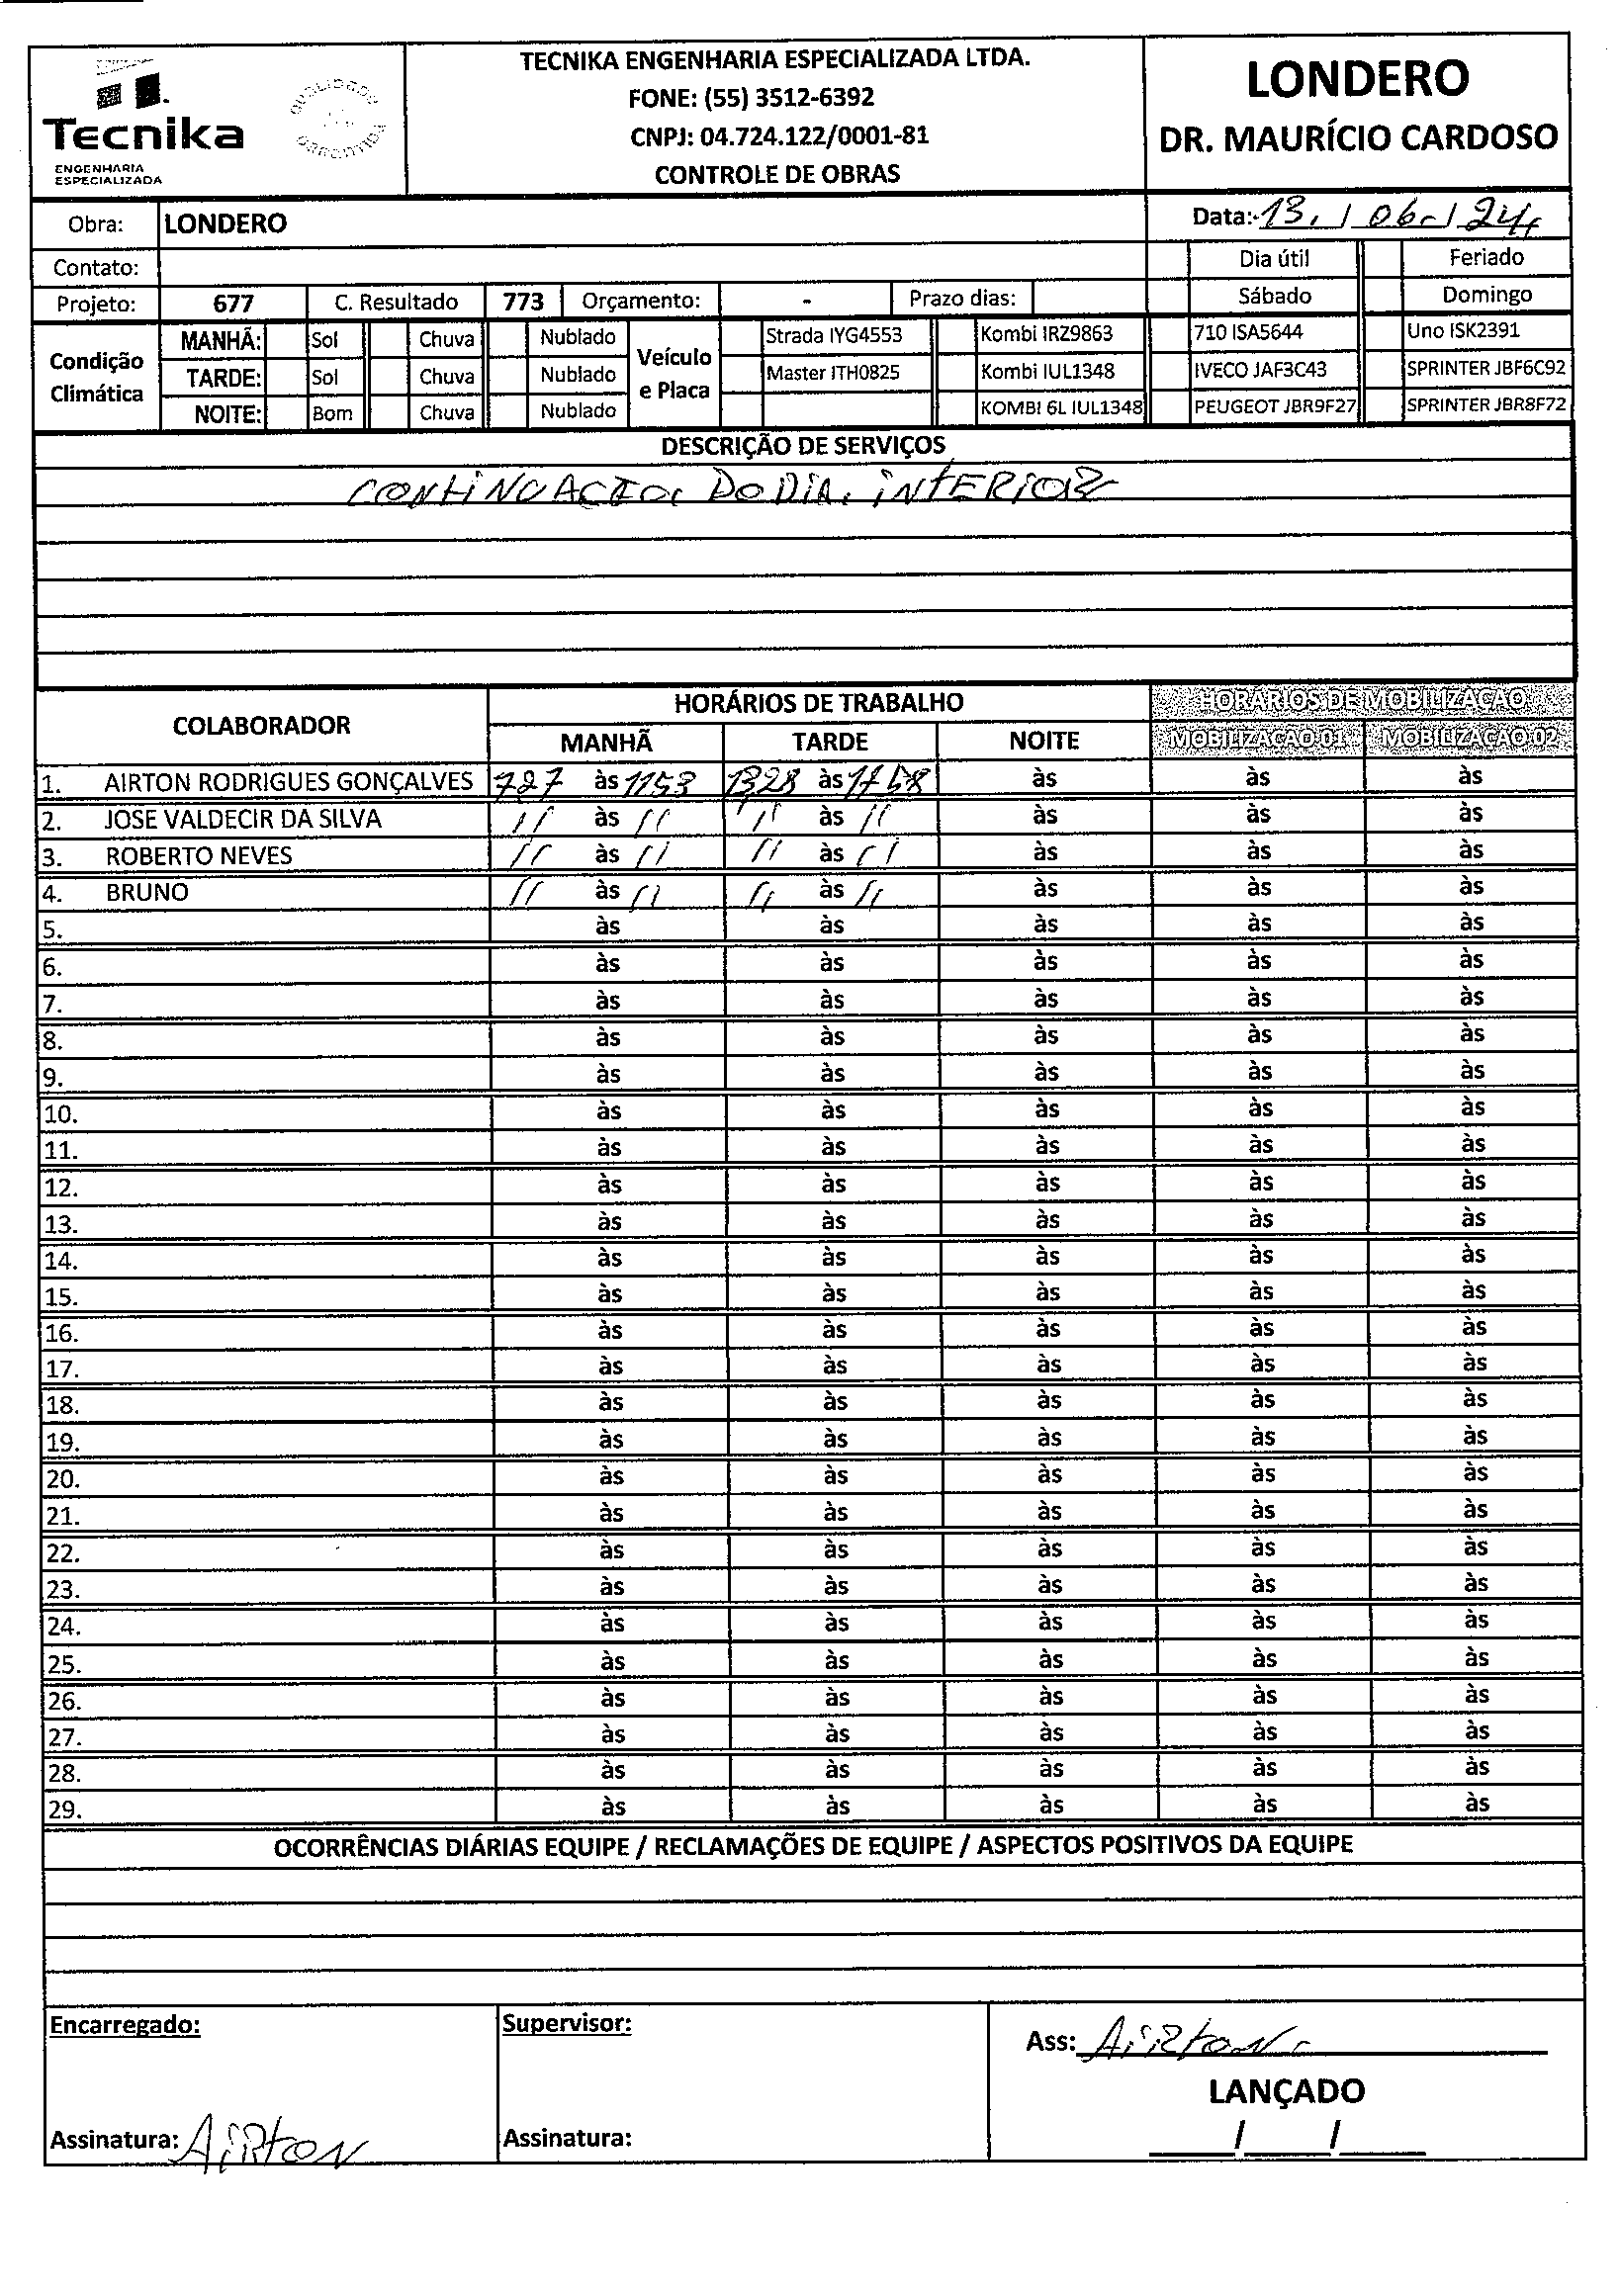 Tecnika
ENGENHARIA
ESPECIALIZADA
QUALIDADE
GARANTIDA
TECNIKA ENGENHARIA ESPECIALIZADA LTDA.
FONE: (55) 3512-6392
CNPJ: 04.724.122/0001-81
CONTROLE DE OBRAS
LONDERO
DR. MAURÍCIO CARDOSO
Obra: LONDERO
Data: 13 / 06 / 24
Contato:
Dia útil Feriado
Projeto: 677 C. Resultado 773 Orçamento: - Prazo dias: Sábado Domingo
Condição Climática
MANHÃ: Sol Chuva Nublado
TARDE: Sol Chuva Nublado
NOITE: Bom Chuva Nublado
Veículo e Placa
Strada IYG4553 Kombi IRZ9863 710 ISA5644 Uno ISK2391
Master ITH0825 Kombi IUL1348 IVECO JAF3C43 SPRINTER JBF6C92
KOMBI 6L IUL1348 PEUGEOT JBR9F27 SPRINTER JBR8F72
DESCRIÇÃO DE SERVIÇOS
CONTINUAÇÃO DO DIA INTERIOR
COLABORADOR HORÁRIOS DE TRABALHO HORÁRIOS DE MOBILIZAÇÃO
MANHÃ TARDE NOITE MOBILIZAÇÃO 01 MOBILIZAÇÃO 02
1. AIRTON RODRIGUES GONÇALVES 727 às 1153 1328 às 1758 às às às
2. JOSE VALDECIR DA SILVA 11 às 11 11 às 11 às às às
3. ROBERTO NEVES 11 às 11 11 às 11 às às às
4. BRUNO 11 às 11 11 às 11 às às às
5. às às às às às
6. às às às às às
7. às às às às às
8. às às às às às
9. às às às às às
10. às às às às às
11. às às às às às
12. às às às às às
13. às às às às às
14. às às às às às
15. às às às às às
16. às às às às às
17. às às às às às
18. às às às às às
19. às às às às às
20. às às às às às
21. às às às às às
22. às às às às às
23. às às às às às
24. às às às às às
25. às às às às às
26. às às às às às
27. às às às às às
28. às às às às às
29. às às às às às
OCORRÊNCIAS DIÁRIAS EQUIPE / RECLAMAÇÕES DE EQUIPE / ASPECTOS POSITIVOS DA EQUIPE
Encarregado:
Assinatura: AIRTON
Supervisor:
Assinatura:
Ass: AIRTON
LANÇADO
___/___/___